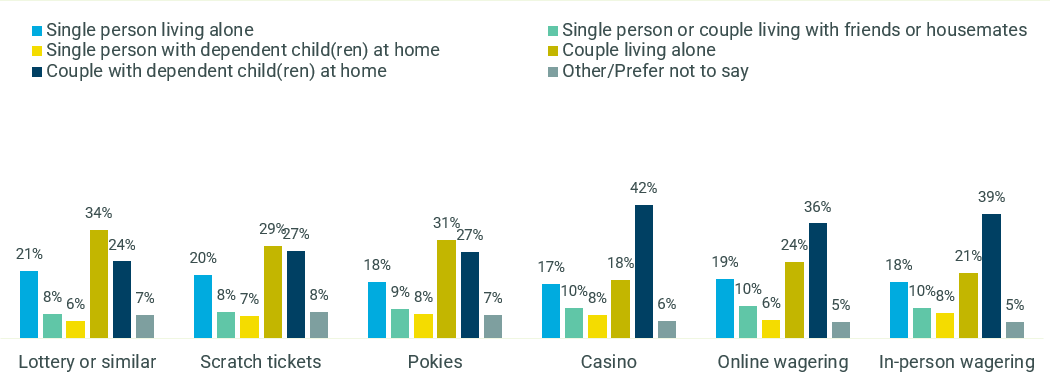 Single person living alone
Single person or couple living with friends or housemates
Single person with dependent child(ren) at home
Couple living alone
Couple with dependent child(ren) at home
Other/Prefer not to say
21% 8% 6% 34% 24% 7%
20% 8% 7% 29% 27% 8%
18% 9% 8% 31% 27% 7%
17% 10% 8% 18% 42% 6%
19% 10% 6% 24% 36% 5%
18% 10% 8% 21% 39% 5%
Lottery or similar
Scratch tickets
Pokies
Casino
Online wagering
In-person wagering